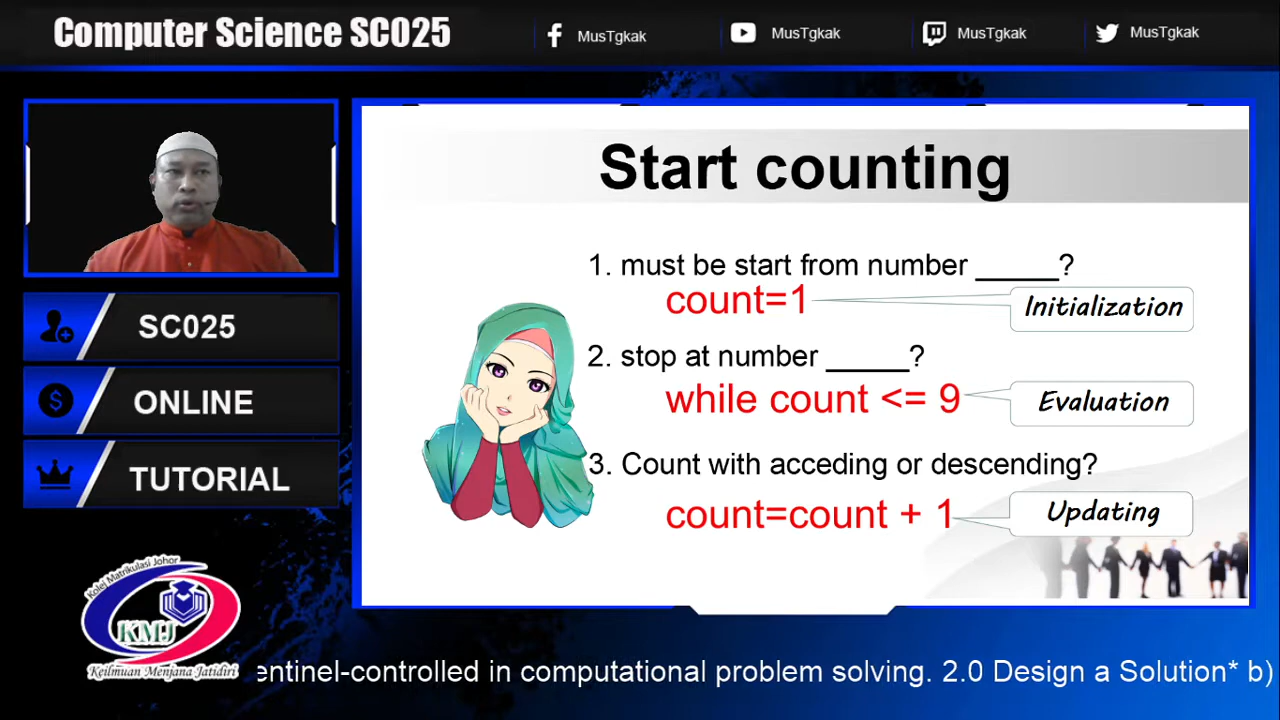 Computer Science SC025
MusTgkak
MusTgkak
MusTgkak
MusTgkak
SC025
ONLINE
TUTORIAL
Kolej Matrikulasi Johor
KMJ
Keilmuan Menjana Jatidiri
Start counting
1. must be start from number _____?
count=1
Initialization
2. stop at number _____?
while count <= 9
Evaluation
3. Count with acceding or descending?
count=count + 1
Updating
entinel-controlled in computational problem solving. 2.0 Design a Solution* b)